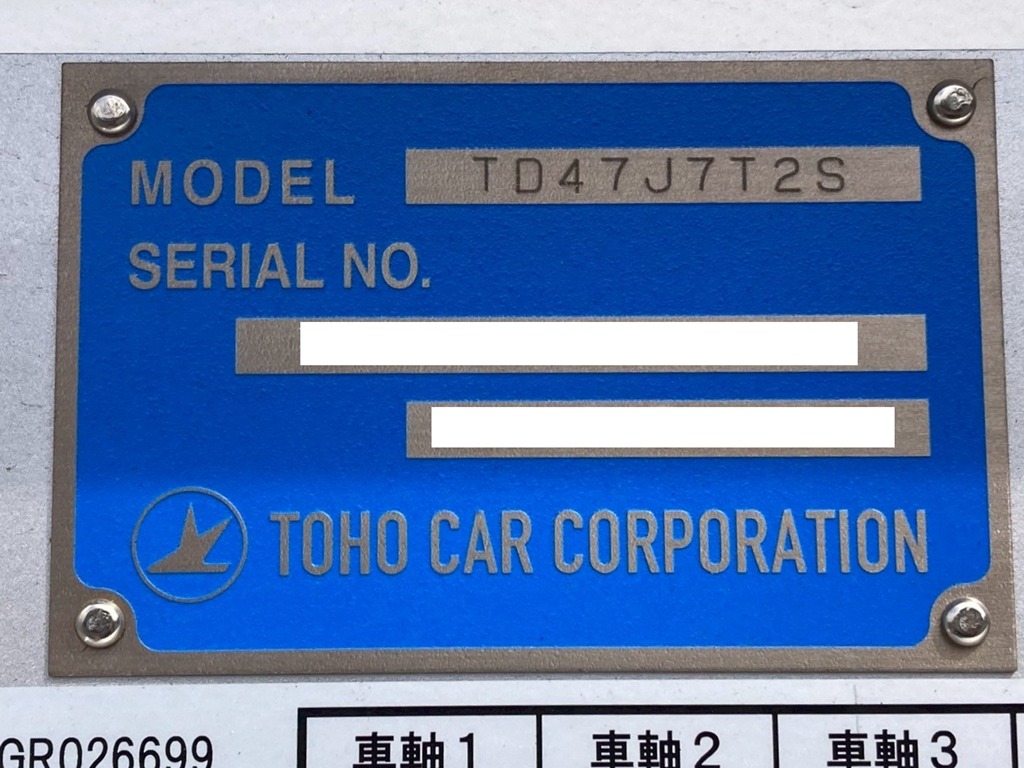 MODEL TD47J7T2S
SERIAL NO.
TOHO CAR CORPORATION
GR026699
車軸1 車軸2 車軸3